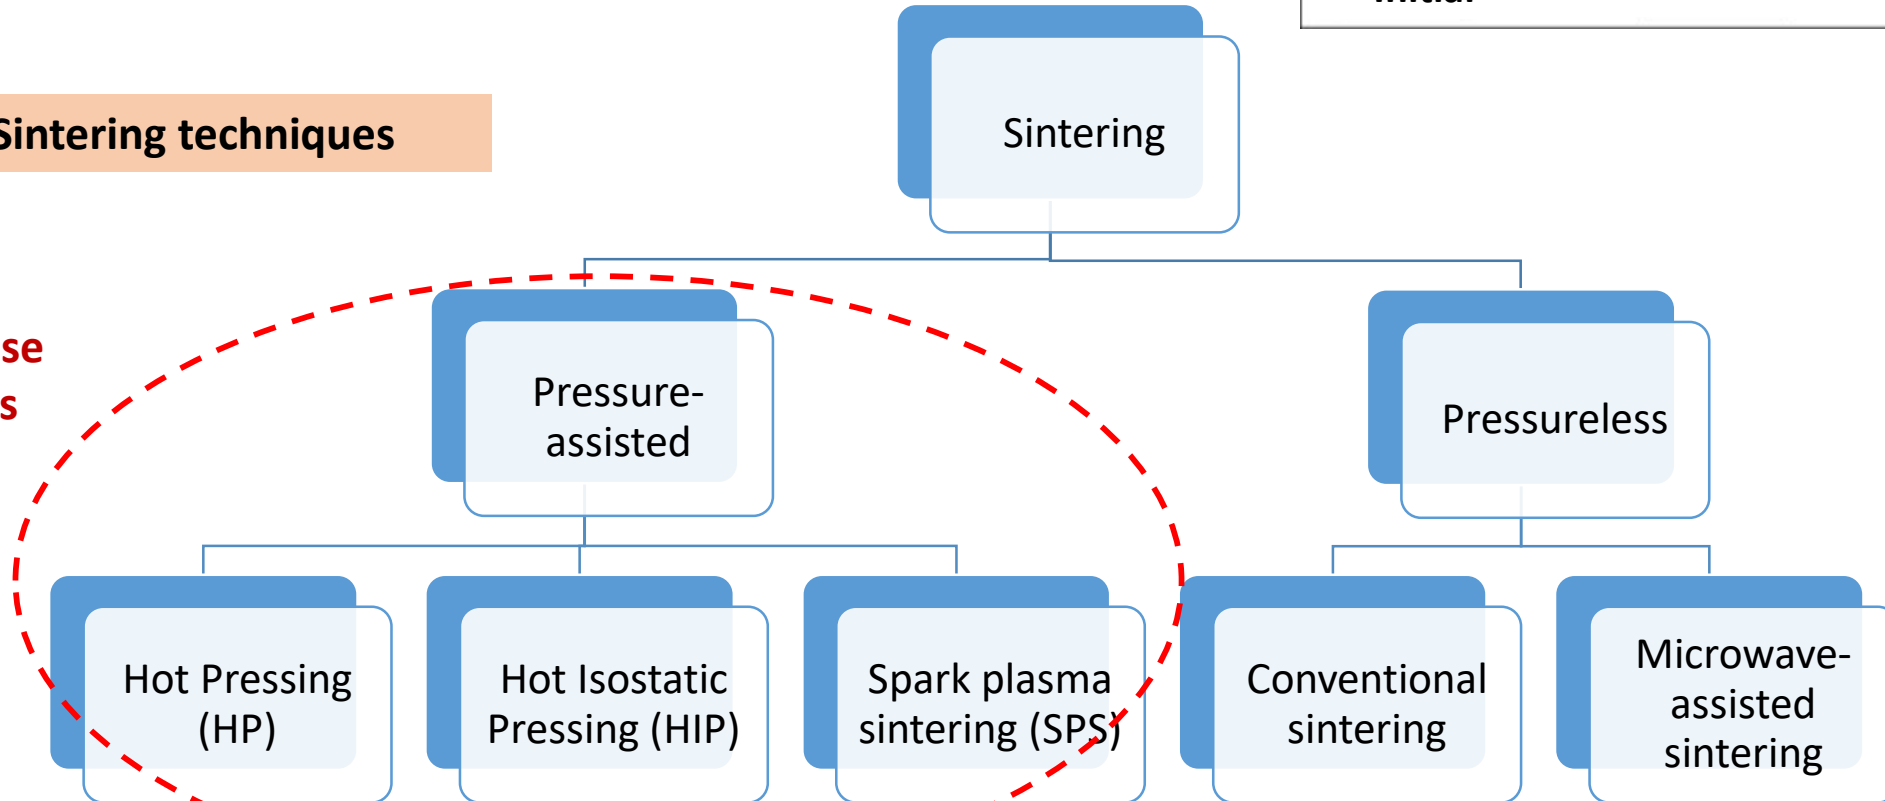 Sintering techniques
Sintering
se
s
Pressure-
assisted
Pressureless
Hot Pressing
(HP)
Hot Isostatic
Pressing (HIP)
Spark plasma
sintering (SPS)
Conventional
sintering
Microwave-
assisted
sintering